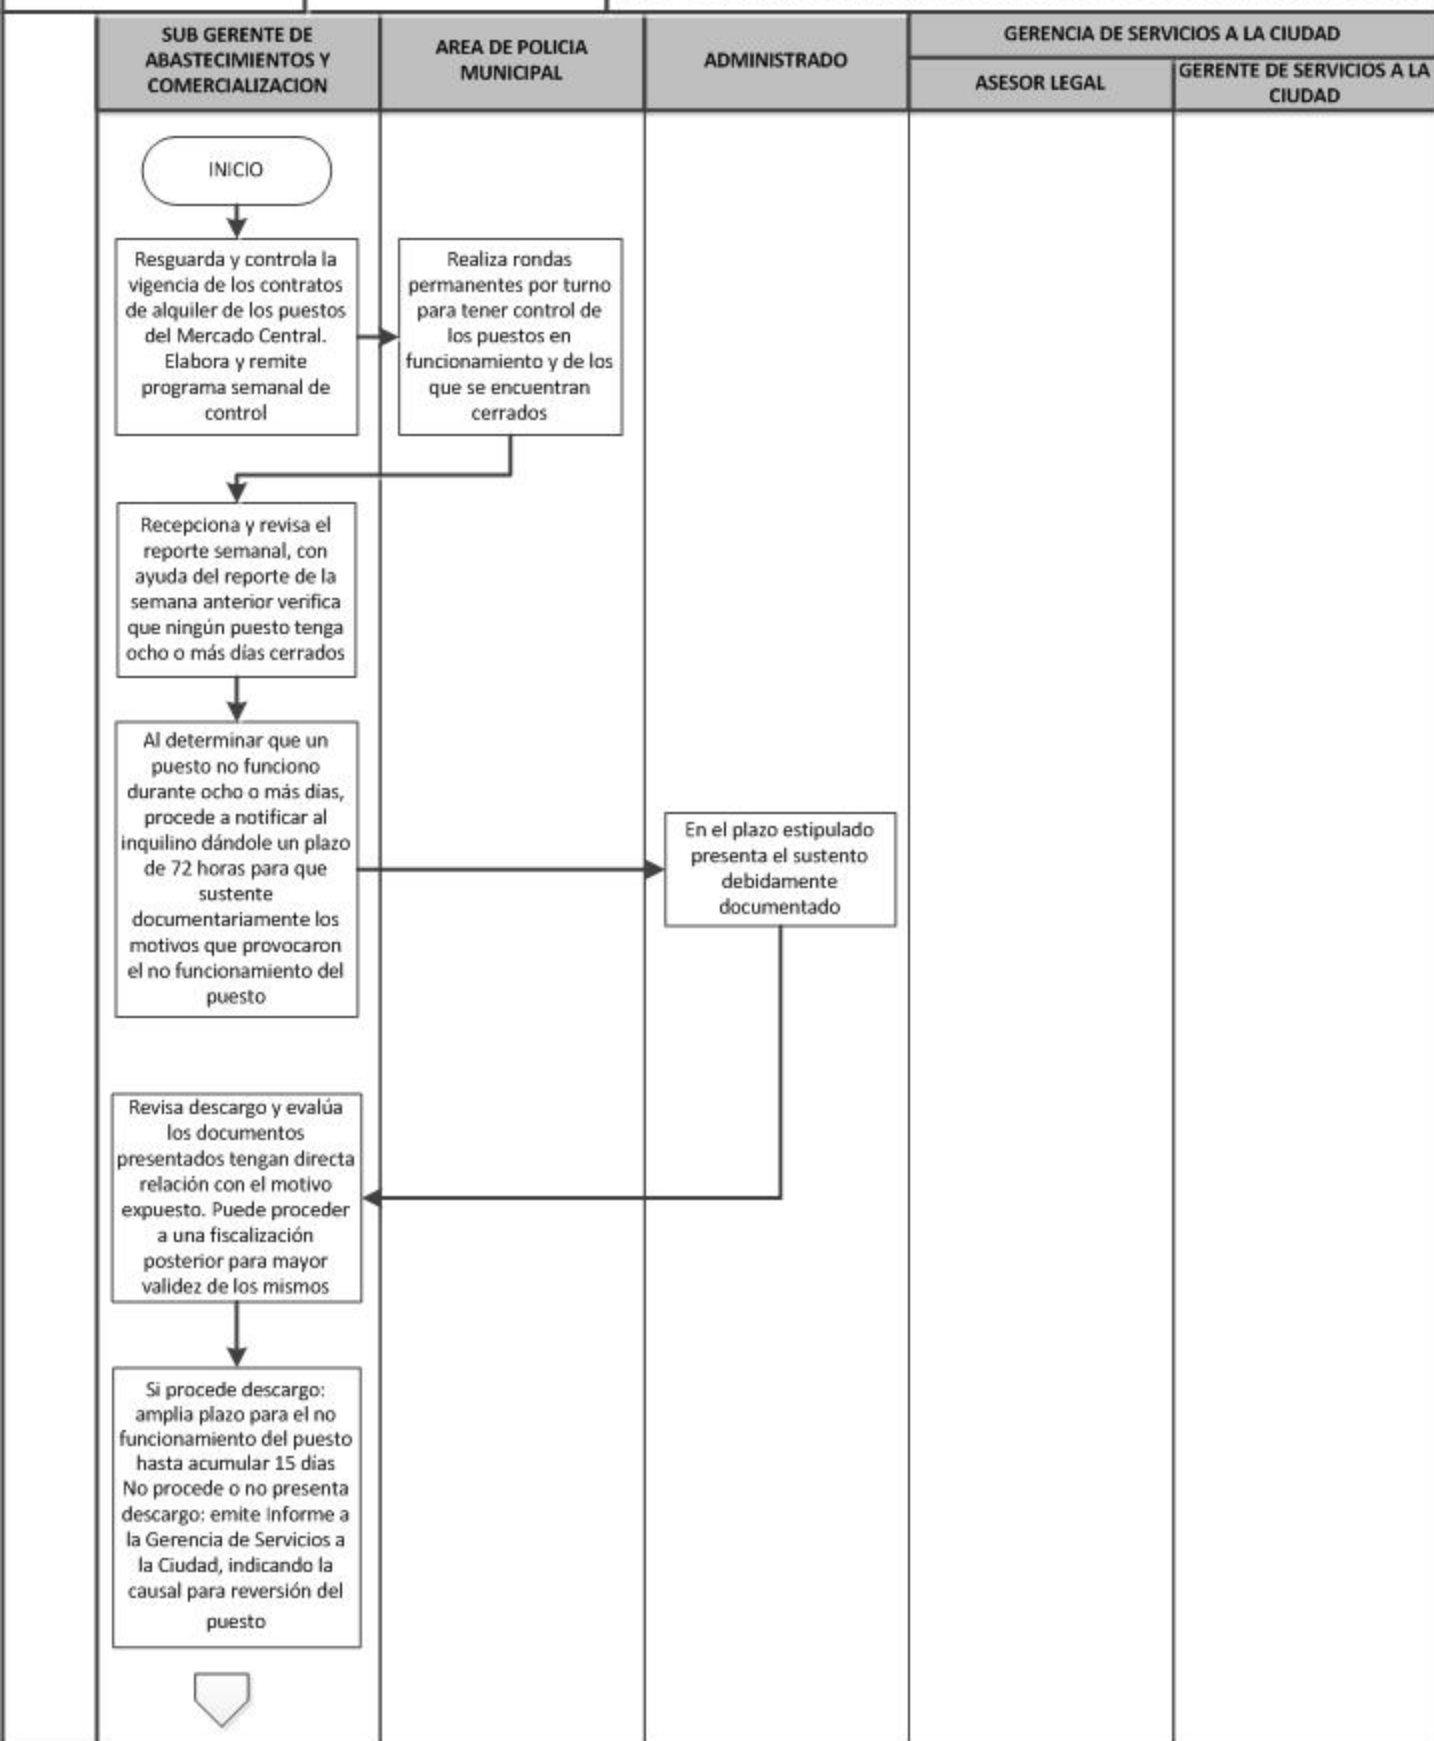 SUB GERENTE DE
ABASTECIMIENTOS Y
COMERCIALIZACION
AREA DE POLICIA
MUNICIPAL
ADMINISTRADO
GERENCIA DE SERVICIOS A LA CIUDAD
ASESOR LEGAL
GERENTE DE SERVICIOS A LA
CIUDAD
INICIO
Resguarda y controla la
vigencia de los contratos
de alquiler de los puestos
del Mercado Central.
Elabora y remite
programa semanal de
control
Realiza rondas
permanentes por turno
para tener control de
los puestos en
funcionamiento y de los
que se encuentran
cerrados
Recepciona y revisa el
reporte semanal, con
ayuda del reporte de la
semana anterior verifica
que ningún puesto tenga
ocho o más días cerrados
Al determinar que un
puesto no funciono
durante ocho o más días,
procede a notificar al
inquilino dándole un plazo
de 72 horas para que
sustente
documentariamente los
motivos que provocaron
el no funcionamiento del
puesto
En el plazo estipulado
presenta el sustento
debidamente
documentado
Revisa descargo y evalúa
los documentos
presentados tengan directa
relación con el motivo
expuesto. Puede proceder
a una fiscalización
posterior para mayor
validez de los mismos
Si procede descargo:
amplia plazo para el no
funcionamiento del puesto
hasta acumular 15 días
No procede o no presenta
descargo: emite Informe a
la Gerencia de Servicios a
la Ciudad, indicando la
causal para reversión del
puesto